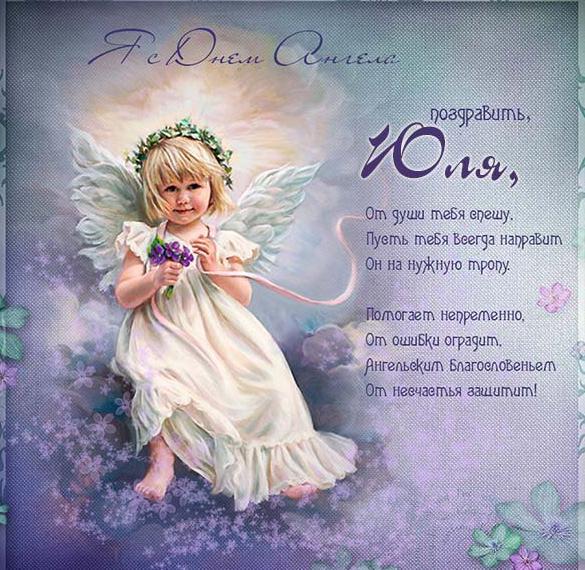 Я с Днем Ангела
поздравить,
Юля,
От души тебя спешу.
Пусть тебя всегда направит
Он на нужную тропу.
Помогает непременно,
От ошибки оградит,
Ангельским благословеньем
От несчастья защитит!